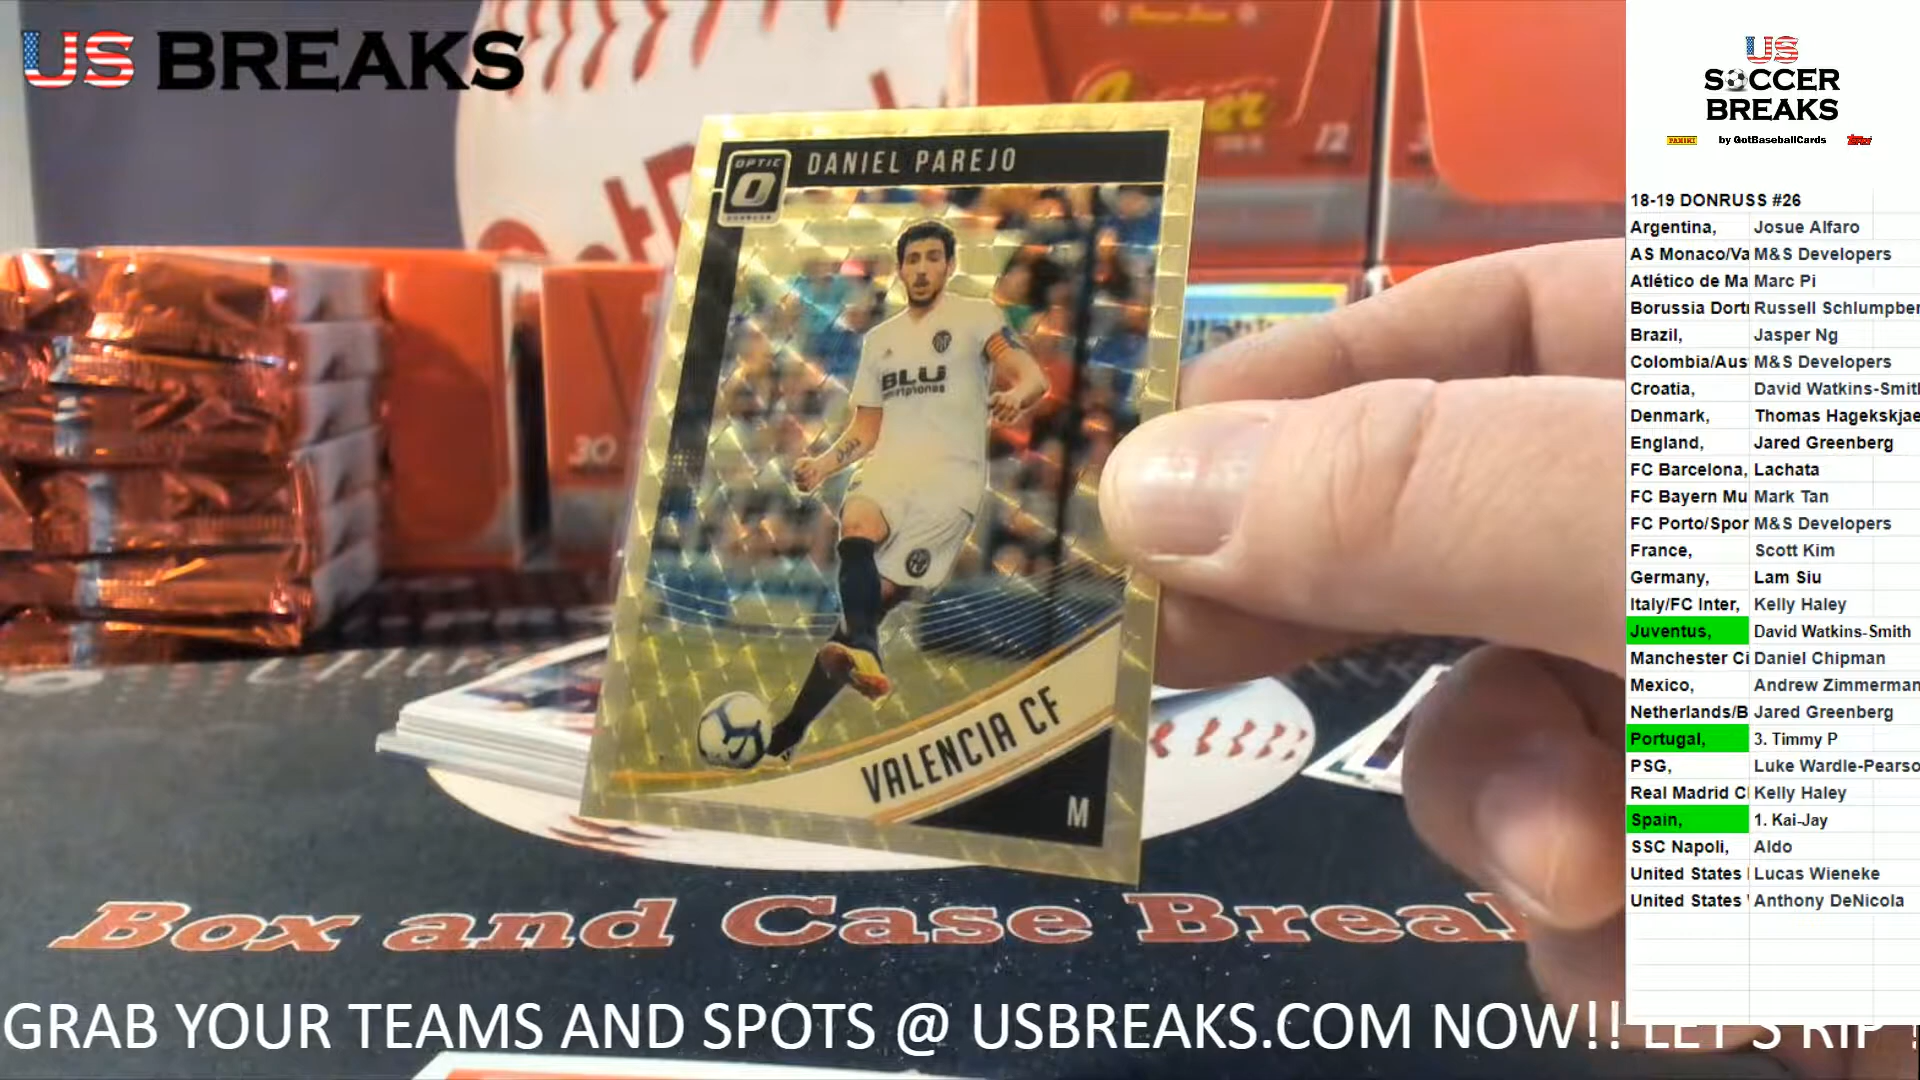 US BREAKS
OPTIC
DANIEL PAREJO
BLU
smartphones
VALENCIA CF
M
12
30
Box and Case Break
GRAB YOUR TEAMS AND SPOTS @ USBREAKS.COM NOW!! LET'S RIP !
US
SOCCER
BREAKS
PANINI by GotBaseballCards Topps
18-19 DONRUSS #26
Argentina, Josue Alfaro
AS Monaco/Va M&S Developers
Atlético de Ma Marc Pi
Borussia Dort Russell Schlumpber
Brazil, Jasper Ng
Colombia/Aus M&S Developers
Croatia, David Watkins-Smith
Denmark, Thomas Hagekskjae
England, Jared Greenberg
FC Barcelona, Lachata
FC Bayern Mu Mark Tan
FC Porto/Spor M&S Developers
France, Scott Kim
Germany, Lam Siu
Italy/FC Inter, Kelly Haley
Juventus, David Watkins-Smith
Manchester Ci Daniel Chipman
Mexico, Andrew Zimmerman
Netherlands/B Jared Greenberg
Portugal, 3. Timmy P
PSG, Luke Wardle-Pearso
Real Madrid C Kelly Haley
Spain, 1. Kai-Jay
SSC Napoli, Aldo
United States Lucas Wieneke
United States Anthony DeNicola